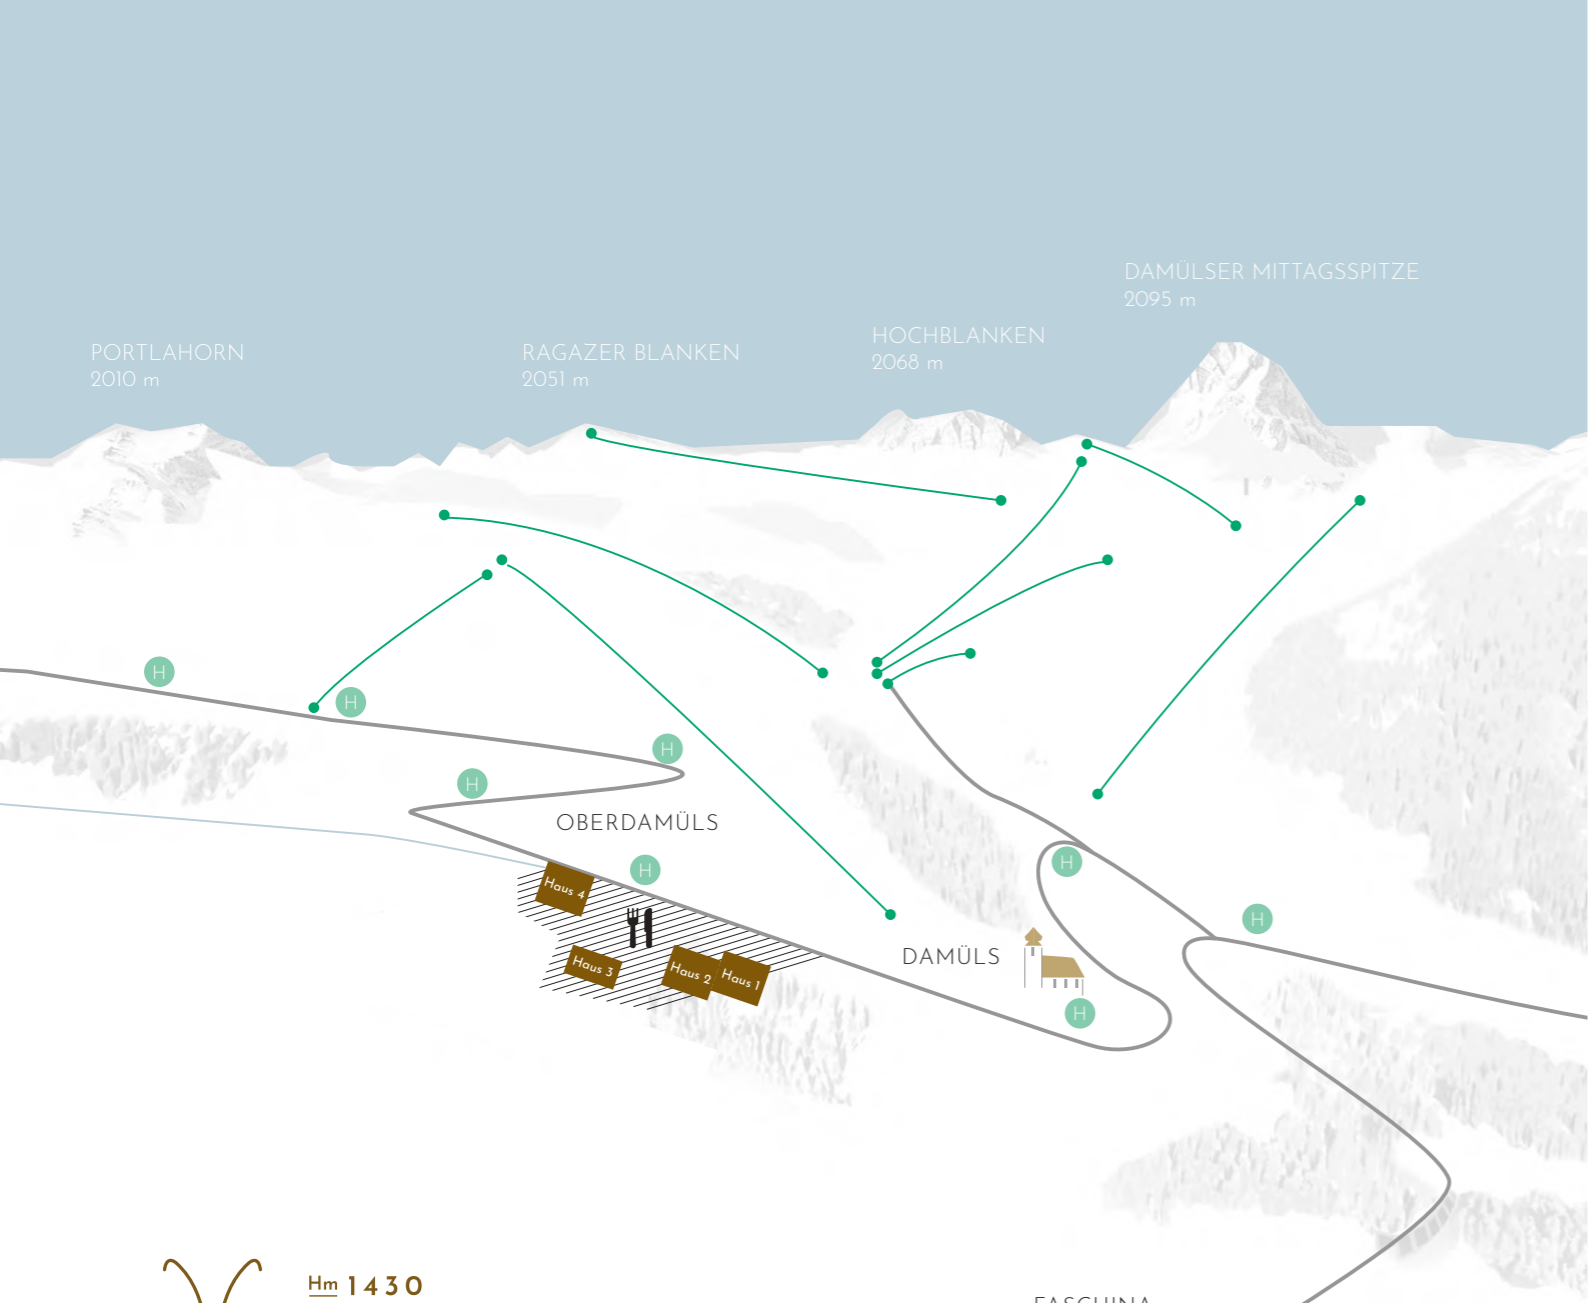 DAMÜLSER MITTAGSSPITZE
2095 m
HOCHBLANKEN
2068 m
PORTLAHORN
2010 m
RAGAZER BLANKEN
2051 m
H
H
H
H
OBERDAMÜLS
H
H
Haus 4
H
DAMÜLS
Haus 3
Haus 2
Haus 1
H
Hm 1430
FASCHINA